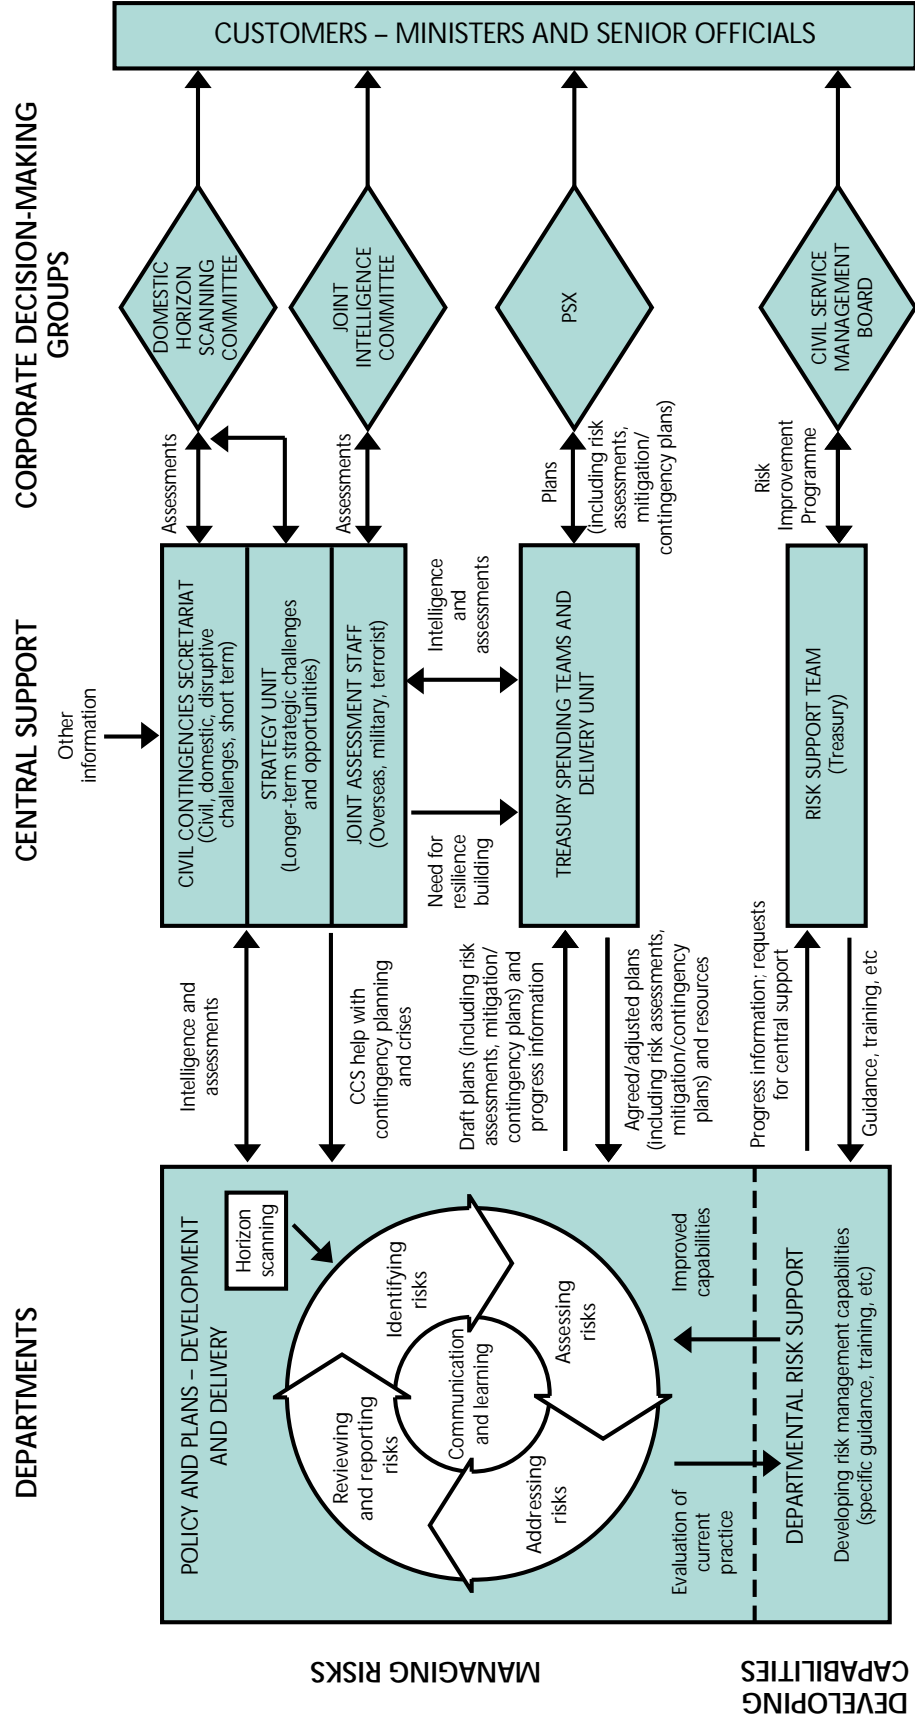 DEPARTMENTS
CENTRAL SUPPORT
CORPORATE DECISION-MAKING
GROUPS
MANAGING RISKS
DEVELOPING
CAPABILITIES
POLICY AND PLANS – DEVELOPMENT
AND DELIVERY
Horizon
scanning
Identifying
risks
Assessing
risks
Addressing
risks
Reviewing
and reporting
risks
Communication
and learning
Evaluation of
current
practice
Improved
capabilities
DEPARTMENTAL RISK SUPPORT
Developing risk management capabilities
(specific guidance, training, etc)
Intelligence and
assessments
CCS help with
contingency planning
and crises
Draft plans (including risk
assessments, mitigation/
contingency plans) and
progress information
Agreed/adjusted plans
(including risk assessments,
mitigation/contingency
plans) and resources
Progress information; requests
for central support
Guidance, training, etc
Other
information
CIVIL CONTINGENCIES SECRETARIAT
(Civil, domestic, disruptive
challenges, short term)
STRATEGY UNIT
(Longer-term strategic challenges
and opportunities)
JOINT ASSESSMENT STAFF
(Overseas, military, terrorist)
Need for
resilience
building
Intelligence
and
assessments
TREASURY SPENDING TEAMS AND
DELIVERY UNIT
RISK SUPPORT TEAM
(Treasury)
Assessments
Assessments
Plans
(including risk
assessments,
mitigation/
contingency plans)
Risk
Improvement
Programme
DOMESTIC
HORIZON
SCANNING
COMMITTEE
JOINT
INTELLIGENCE
COMMITTEE
PSX
CIVIL SERVICE
MANAGEMENT
BOARD
CUSTOMERS – MINISTERS AND SENIOR OFFICIALS